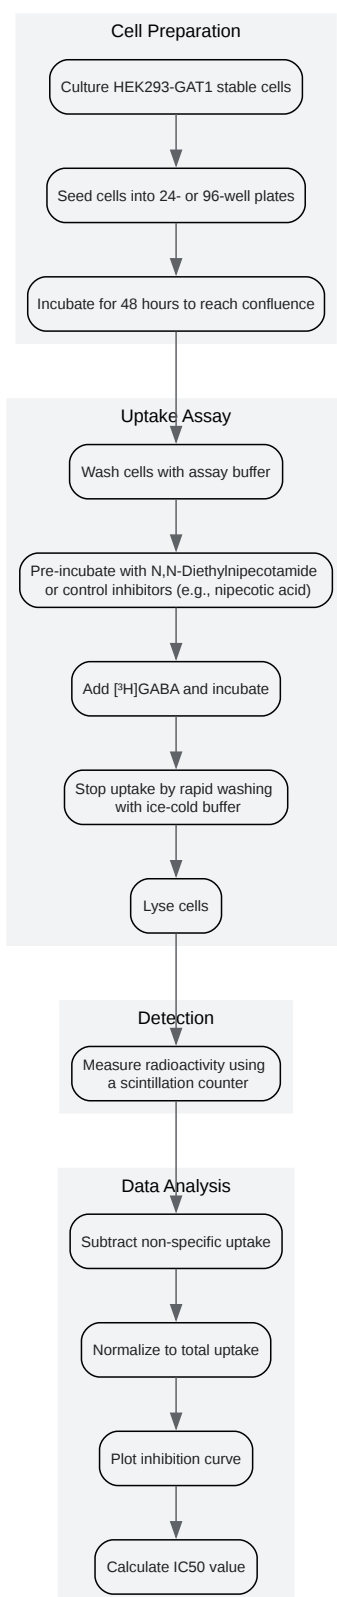 Cell Preparation
Culture HEK293-GAT1 stable cells
Seed cells into 24- or 96-well plates
Incubate for 48 hours to reach confluence
Uptake Assay
Wash cells with assay buffer
Pre-incubate with N,N-Diethylnipecotamide
or control inhibitors (e.g., nipecotic acid)
Add [³H]GABA and incubate
Stop uptake by rapid washing
with ice-cold buffer
Lyse cells
Detection
Measure radioactivity using
a scintillation counter
Data Analysis
Subtract non-specific uptake
Normalize to total uptake
Plot inhibition curve
Calculate IC50 value